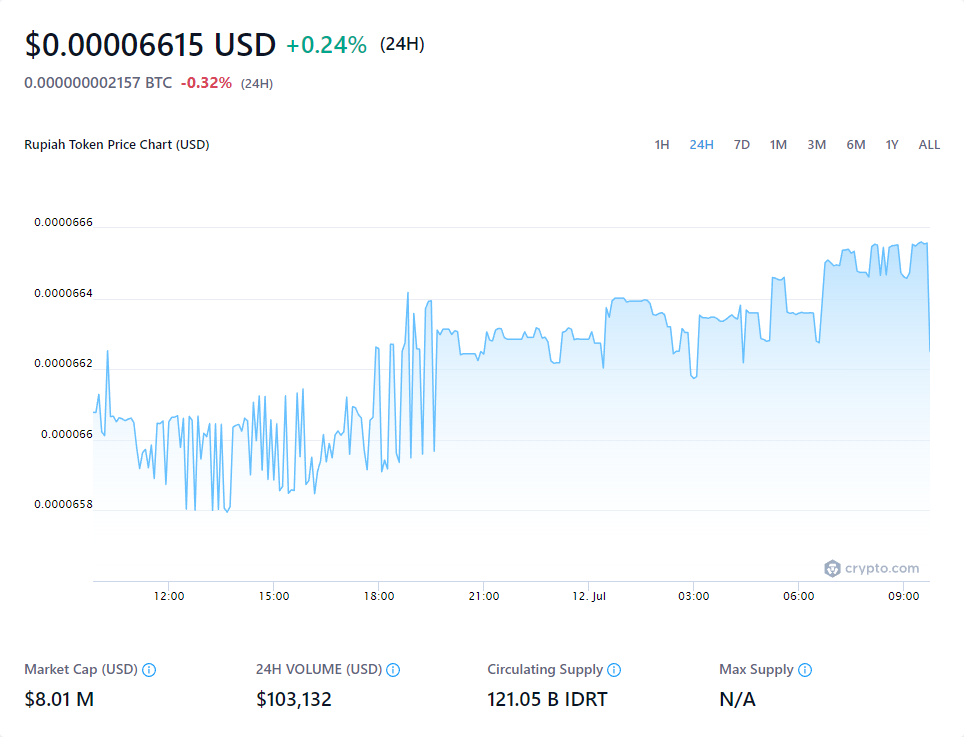 $0.00006615 USD +0.24% (24H)
0.000000002157 BTC -0.32% (24H)
Rupiah Token Price Chart (USD) 1H 24H 7D 1M 3M 6M 1Y ALL
0.0000666
0.0000664
0.0000662
0.000066
0.0000658
crypto.com
12:00 15:00 18:00 21:00 12. Jul 03:00 06:00 09:00
Market Cap (USD) 24H VOLUME (USD) Circulating Supply Max Supply
$8.01 M $103,132 121.05 B IDRT N/A